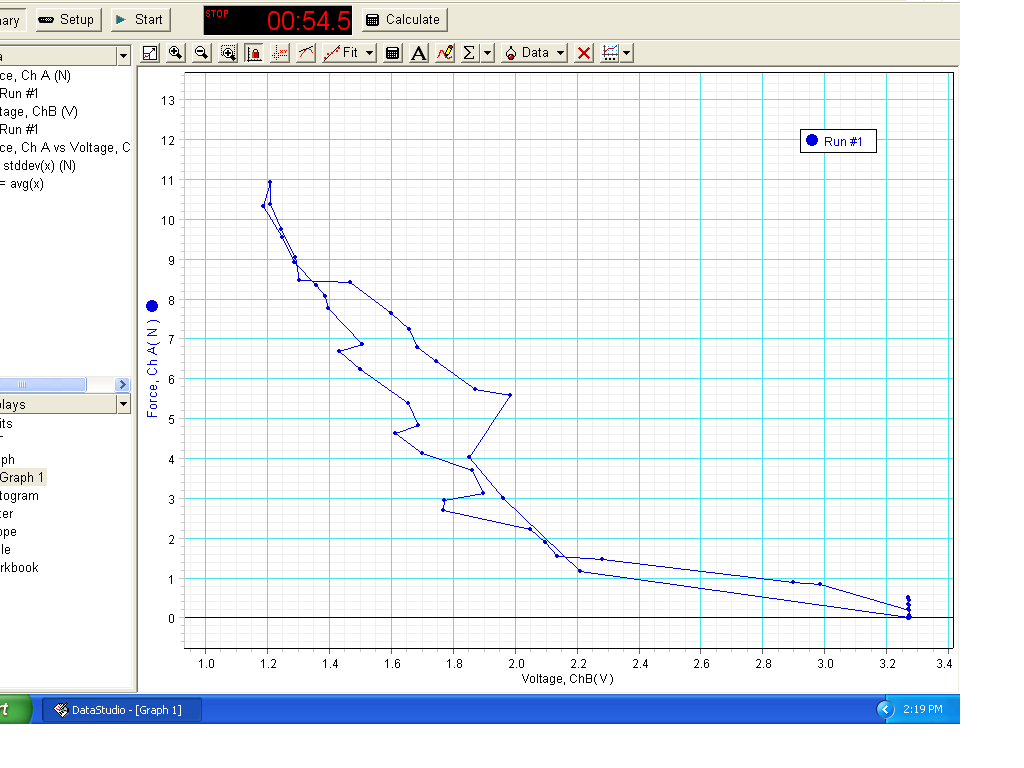 ary Setup Start STOP 00:54.5 Calculate
a
Fit A Σ Data
ce, Ch A (N)
Run #1
tage, ChB (V)
Run #1
ce, Ch A vs Voltage, C
stddev(x) (N)
= avg(x)
plays
its
ph
Graph 1
togram
ter
ope
le
rkbook
Run #1
13
12
11
10
9
8
7
6
5
4
3
2
1
0
Force, Ch A( N )
1.0 1.2 1.4 1.6 1.8 2.0 2.2 2.4 2.6 2.8 3.0 3.2 3.4
Voltage, ChB( V )
rt DataStudio - [Graph 1] 2:19 PM